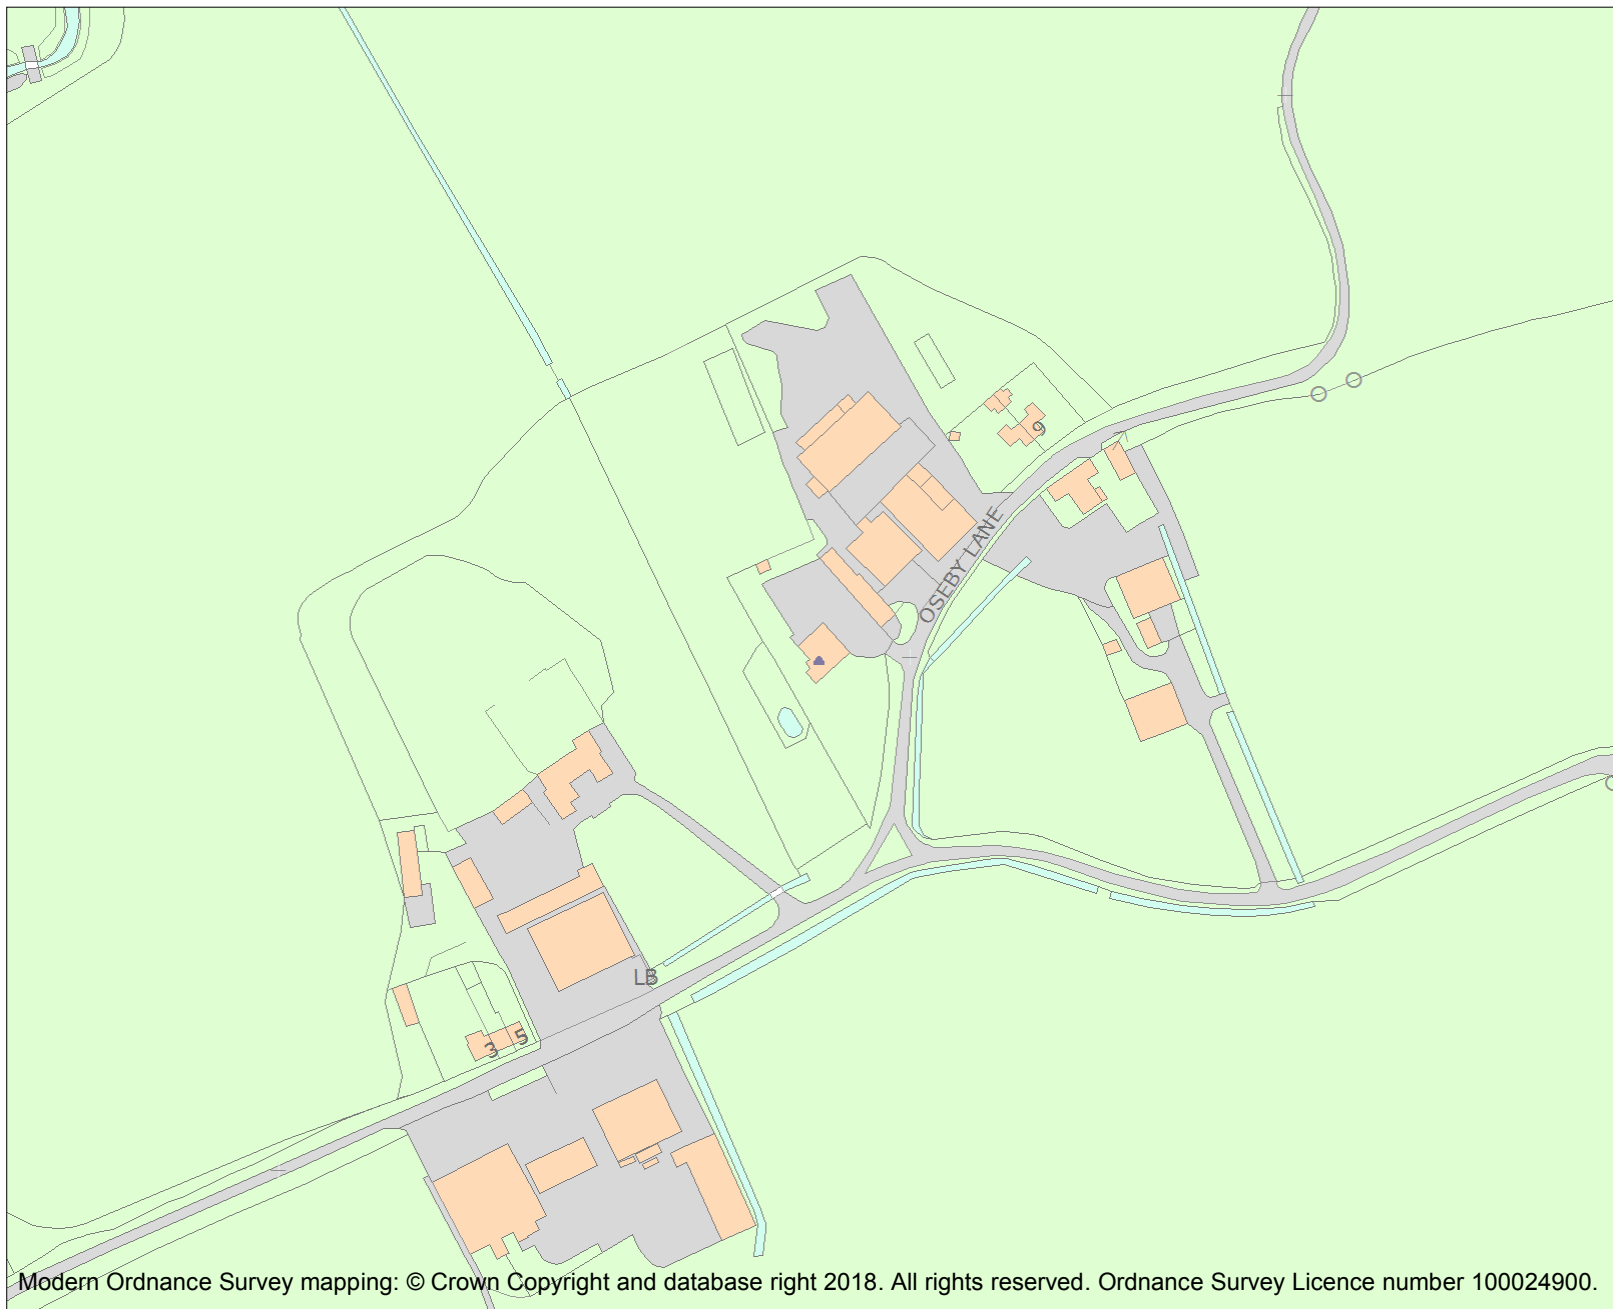 9
OSEBY LANE
LB
5
3
Modern Ordnance Survey mapping: © Crown Copyright and database right 2018. All rights reserved. Ordnance Survey Licence number 100024900.